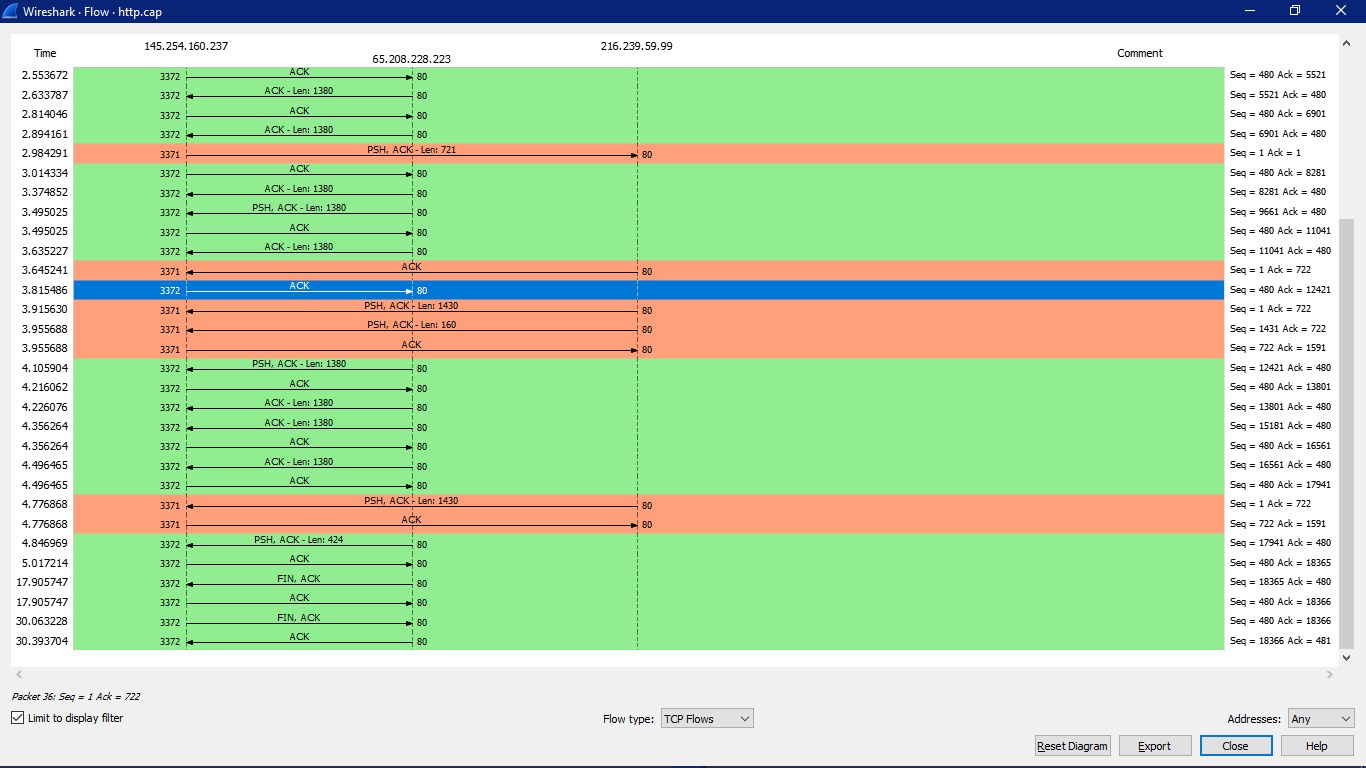 Wireshark · Flow · http.cap
145.254.160.237 216.239.59.99
Time 65.208.228.223 Comment
2.553672 3372 ACK 80 Seq = 480 Ack = 5521
2.633787 3372 ACK - Len: 1380 80 Seq = 5521 Ack = 480
2.814046 3372 ACK 80 Seq = 480 Ack = 6901
2.894161 3372 ACK - Len: 1380 80 Seq = 6901 Ack = 480
2.984291 3371 PSH, ACK - Len: 721 80 Seq = 1 Ack = 1
3.014334 3372 ACK 80 Seq = 480 Ack = 8281
3.374852 3372 ACK - Len: 1380 80 Seq = 8281 Ack = 480
3.495025 3372 PSH, ACK - Len: 1380 80 Seq = 9661 Ack = 480
3.495025 3372 ACK 80 Seq = 480 Ack = 11041
3.635227 3372 ACK - Len: 1380 80 Seq = 11041 Ack = 480
3.645241 3371 ACK 80 Seq = 1 Ack = 722
3.815486 3372 ACK 80 Seq = 480 Ack = 12421
3.915630 3371 PSH, ACK - Len: 1430 80 Seq = 1 Ack = 722
3.955688 3371 PSH, ACK - Len: 160 80 Seq = 1431 Ack = 722
3.955688 3371 ACK 80 Seq = 722 Ack = 1591
4.105904 3372 PSH, ACK - Len: 1380 80 Seq = 12421 Ack = 480
4.216062 3372 ACK 80 Seq = 480 Ack = 13801
4.226076 3372 ACK - Len: 1380 80 Seq = 13801 Ack = 480
4.356264 3372 ACK - Len: 1380 80 Seq = 15181 Ack = 480
4.356264 3372 ACK 80 Seq = 480 Ack = 16561
4.496465 3372 ACK - Len: 1380 80 Seq = 16561 Ack = 480
4.496465 3372 ACK 80 Seq = 480 Ack = 17941
4.776868 3371 PSH, ACK - Len: 1430 80 Seq = 1 Ack = 722
4.776868 3371 ACK 80 Seq = 722 Ack = 1591
4.846969 3372 PSH, ACK - Len: 424 80 Seq = 17941 Ack = 480
5.017214 3372 ACK 80 Seq = 480 Ack = 18365
17.905747 3372 FIN, ACK 80 Seq = 18365 Ack = 480
17.905747 3372 ACK 80 Seq = 480 Ack = 18366
30.063228 3372 FIN, ACK 80 Seq = 480 Ack = 18366
30.393704 3372 ACK 80 Seq = 18366 Ack = 481
Packet 36: Seq = 1 Ack = 722
Limit to display filter Flow type: TCP Flows Addresses: Any
Reset Diagram Export Close Help